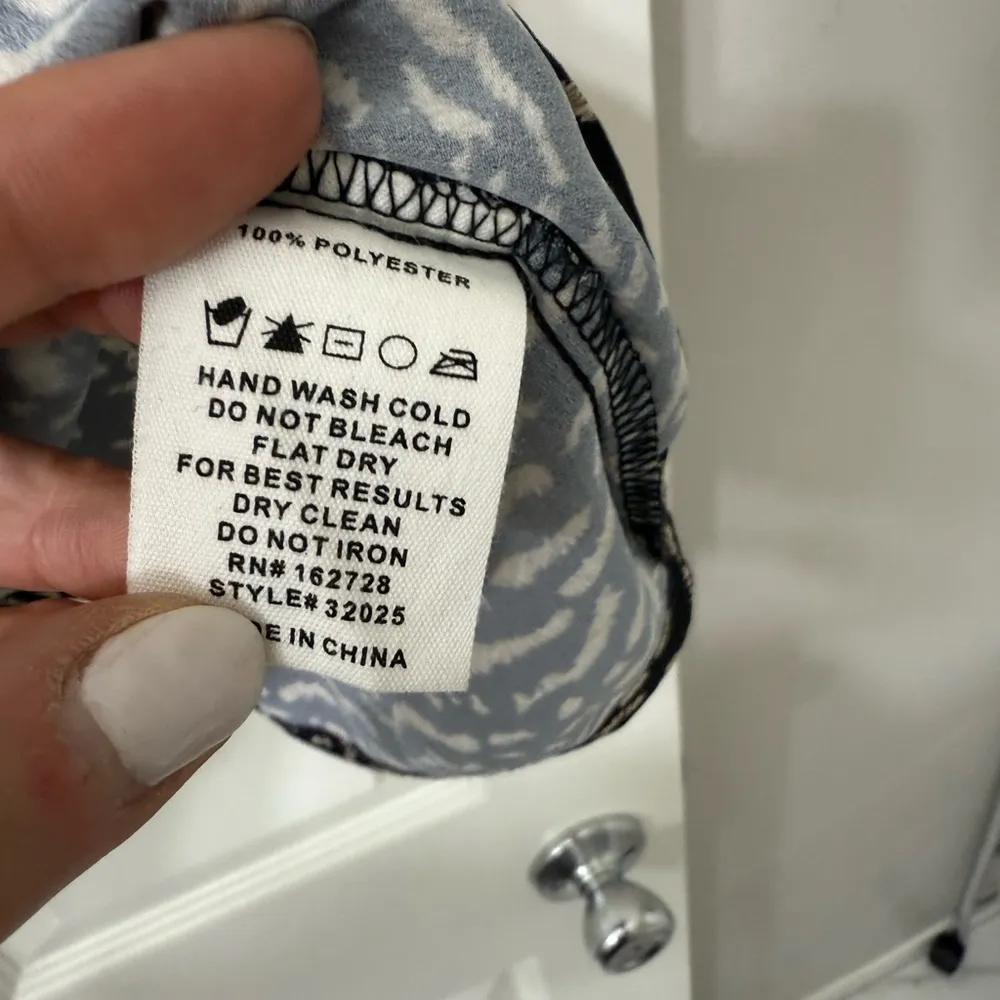 100% POLYESTER
HAND WASH COLD
DO NOT BLEACH
FLAT DRY
FOR BEST RESULTS
DRY CLEAN
DO NOT IRON
RN# 162728
STYLE# 32025
DE IN CHINA